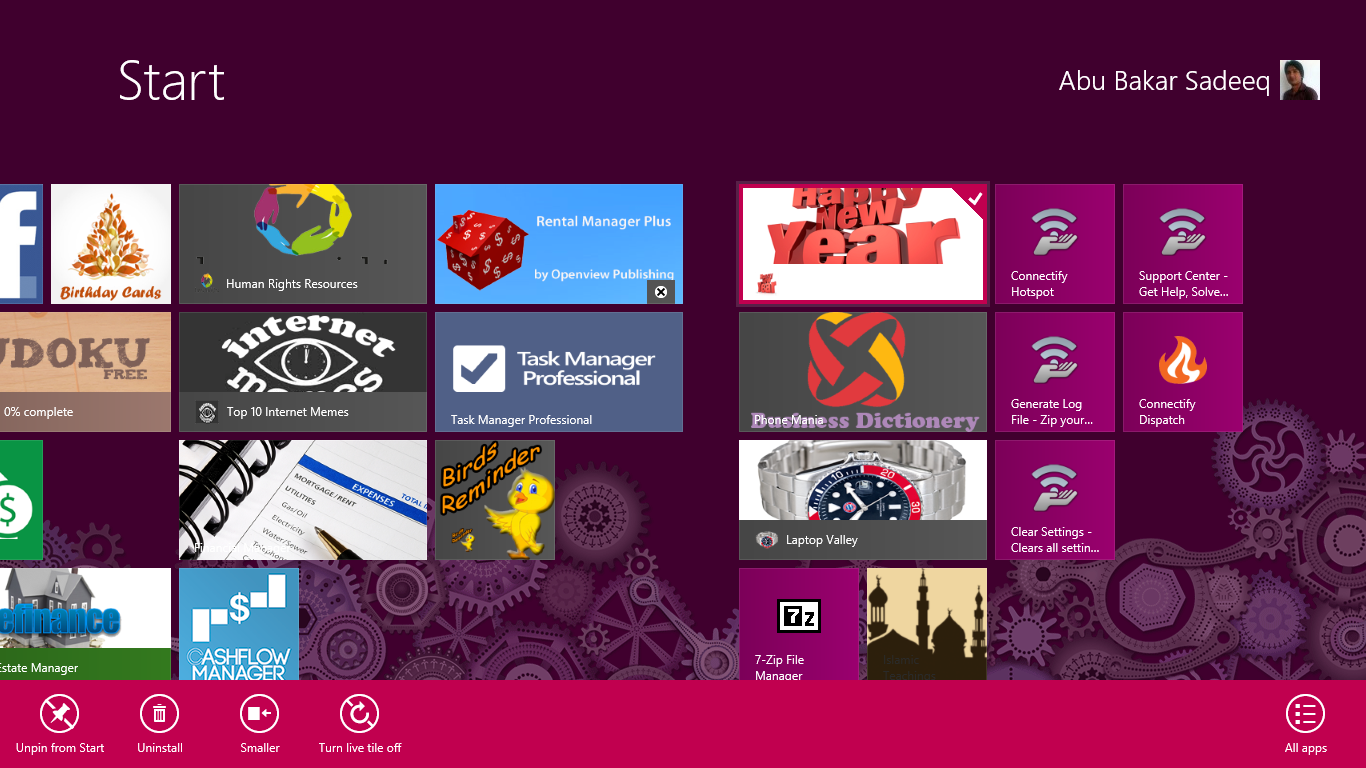 Start
Abu Bakar Sadeeq
f
Birthday Cards
Human Rights Resources
Rental Manager Plus
by Openview Publishing
Happy
New
Year
Connectify
Hotspot
Support Center -
Get Help, Solve...
UDOKU
FREE
0% complete
internet
Top 10 Internet Memes
Task Manager
Professional
Task Manager Professional
Business Dictionary
Phone Mania
Generate Log
File - Zip your...
Connectify
Dispatch
$
EXPENSES
TOTAL
MORTGAGE/RENT
UTILITIES
Gas/Oil
Electricity
Water/Sewer
Telephone
Birds
Reminder
Laptop Valley
Clear Settings -
Clears all settin...
efinance
Estate Manager
$
CASHFLOW
MANAGER
7z
7-Zip File
Manager
Islamic
Unpin from Start
Uninstall
Smaller
Turn live tile off
All apps